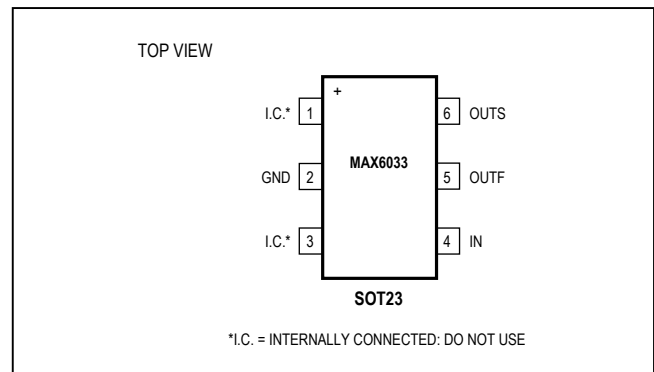 TOP VIEW
+
I.C.* 1 6 OUTS
MAX6033
GND 2 5 OUTF
I.C.* 3 4 IN
SOT23
*I.C. = INTERNALLY CONNECTED: DO NOT USE